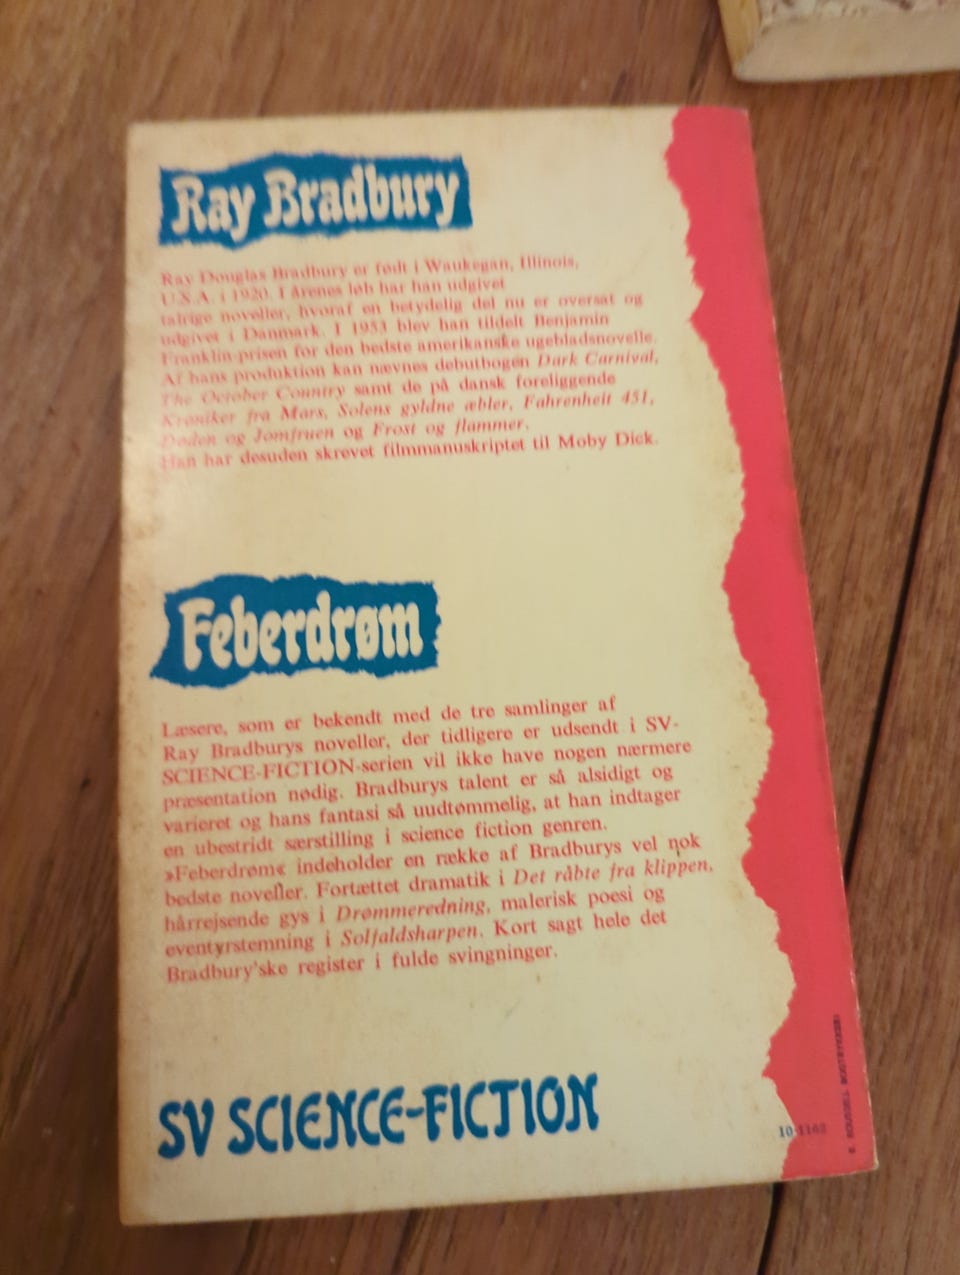 Ray Bradbury
Ray Douglas Bradbury er født i Waukegan, Illinois,
U.S.A. i 1920. I årenes løb har han udgivet
talrige noveller, hvoraf en betydelig del nu er oversat og
udgivet i Danmark. I 1953 blev han tildelt Benjamin
Franklin-prisen for den bedste amerikanske ugebladsnovelle.
Af hans produktion kan nævnes debutbogen Dark Carnival,
The October Country samt de på dansk foreliggende
Krøniker fra Mars, Solens gyldne æbler, Fahrenheit 451,
Døden og Jomfruen og Frost og flammer.
Han har desuden skrevet filmmanuskriptet til Moby Dick.
Feberdrøm
Læsere, som er bekendt med de tre samlinger af
Ray Bradburys noveller, der tidligere er udsendt i SV-
SCIENCE-FICTION-serien vil ikke have nogen nærmere
præsentation nødig. Bradburys talent er så alsidigt og
varieret og hans fantasi så uudtømmelig, at han indtager
en ubestridt særstilling i science fiction genren.
»Feberdrøm« indeholder en række af Bradburys vel nok
bedste noveller. Fortættet dramatik i Det råbte fra klippen,
hårrejsende gys i Drømmeredning, malerisk poesi og
eventyrstemning i Solfaldsharpen. Kort sagt hele det
Bradbury'ske register i fulde svingninger.
SV SCIENCE-FICTION
10-1162